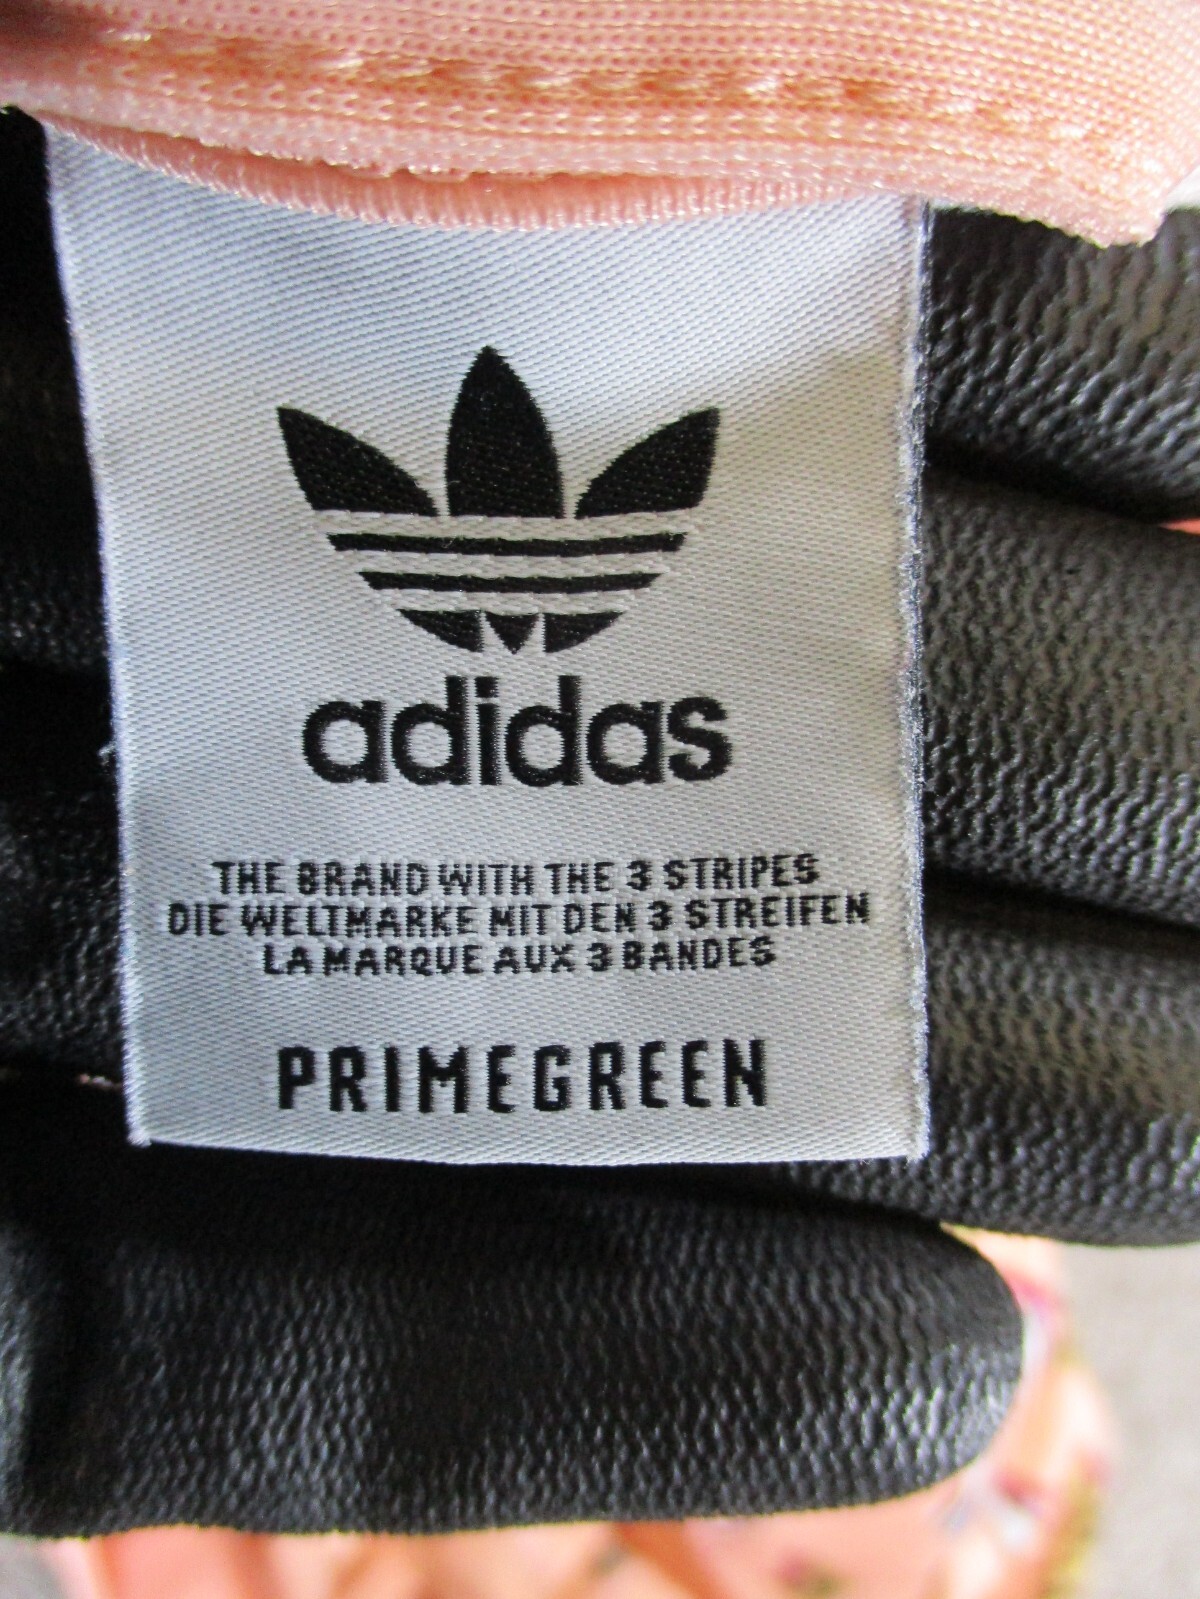 adidas
THE BRAND WITH THE 3 STRIPES
DIE WELTMARKE MIT DEN 3 STREIFEN
LA MARQUE AUX 3 BANDES
PRIMEGREEN